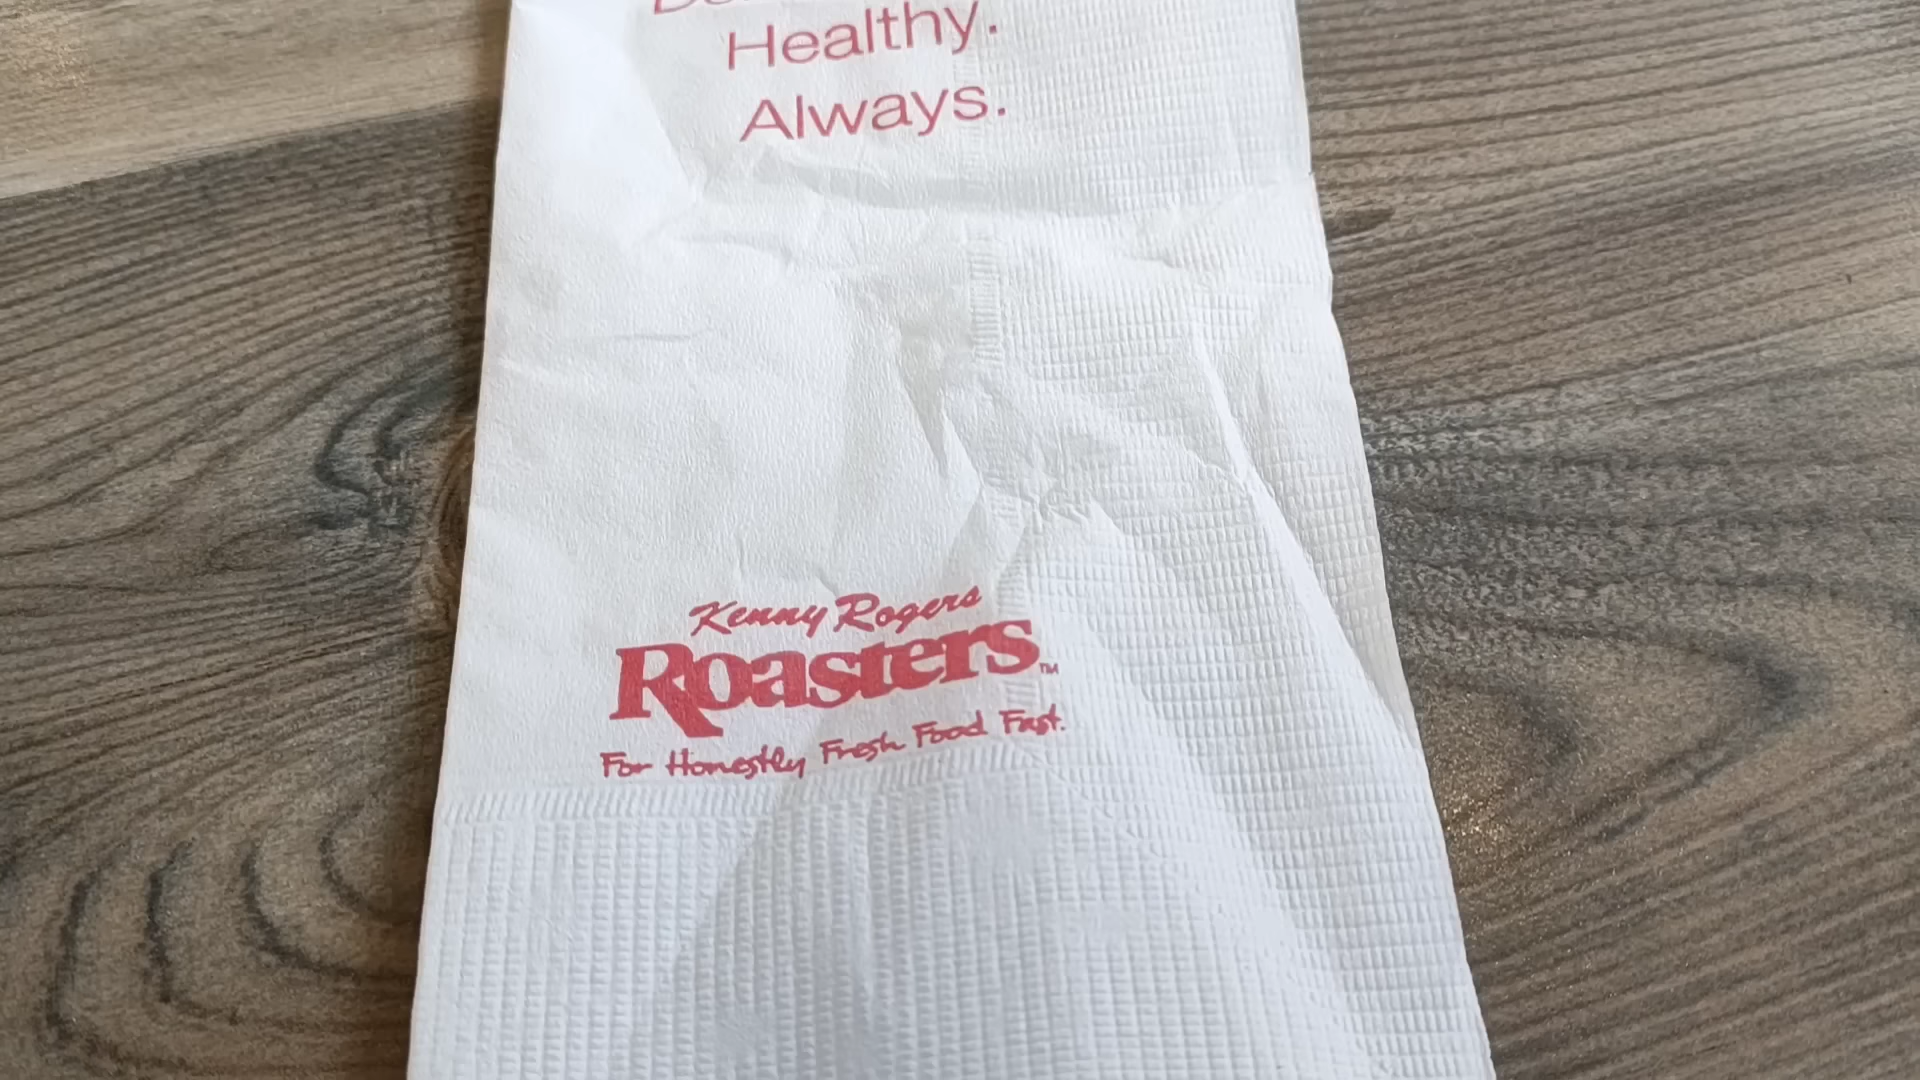 Healthy.
Always.
Kenny Rogers
Roasters™
For Honestly Fresh Food Fast.